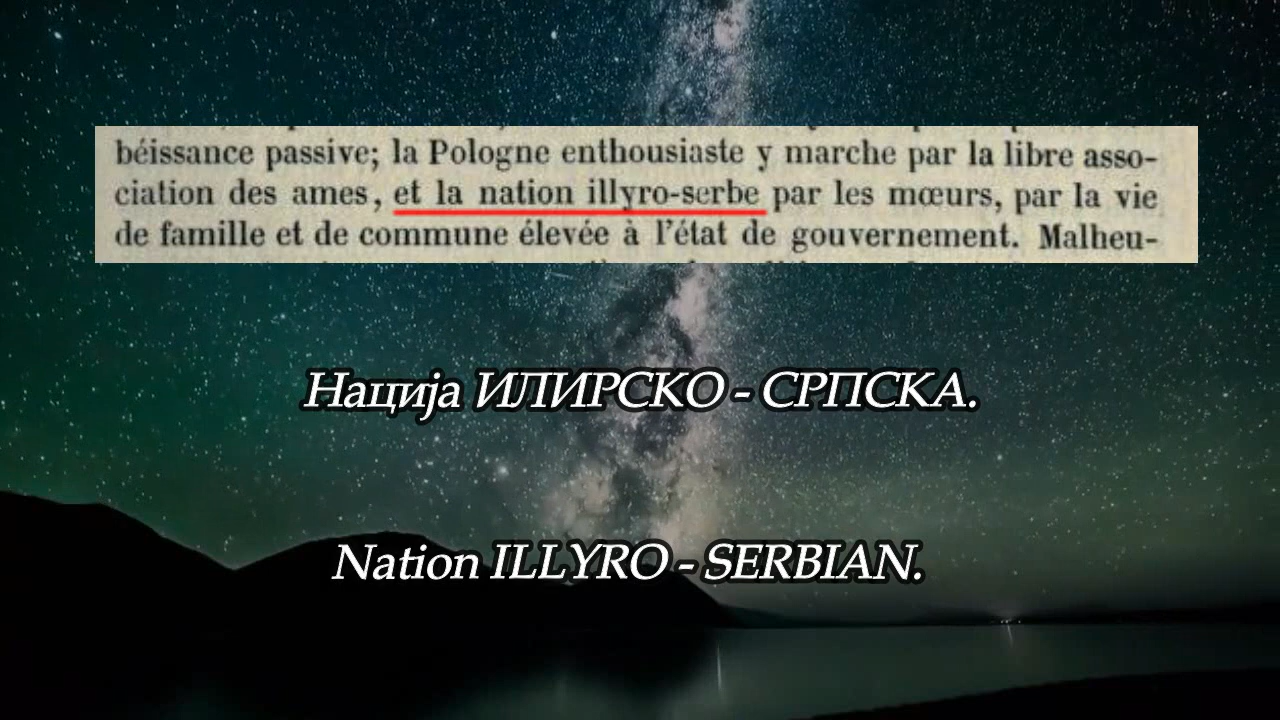 béissance passive; la Pologne enthousiaste y marche par la libre asso-
ciation des ames, et la nation illyro-serbe par les mœurs, par la vie
de famille et de commune élevée à l'état de gouvernement. Malheu-
Нација ИЛИРСКО - СРПСКА.
Nation ILLYRO - SERBIAN.